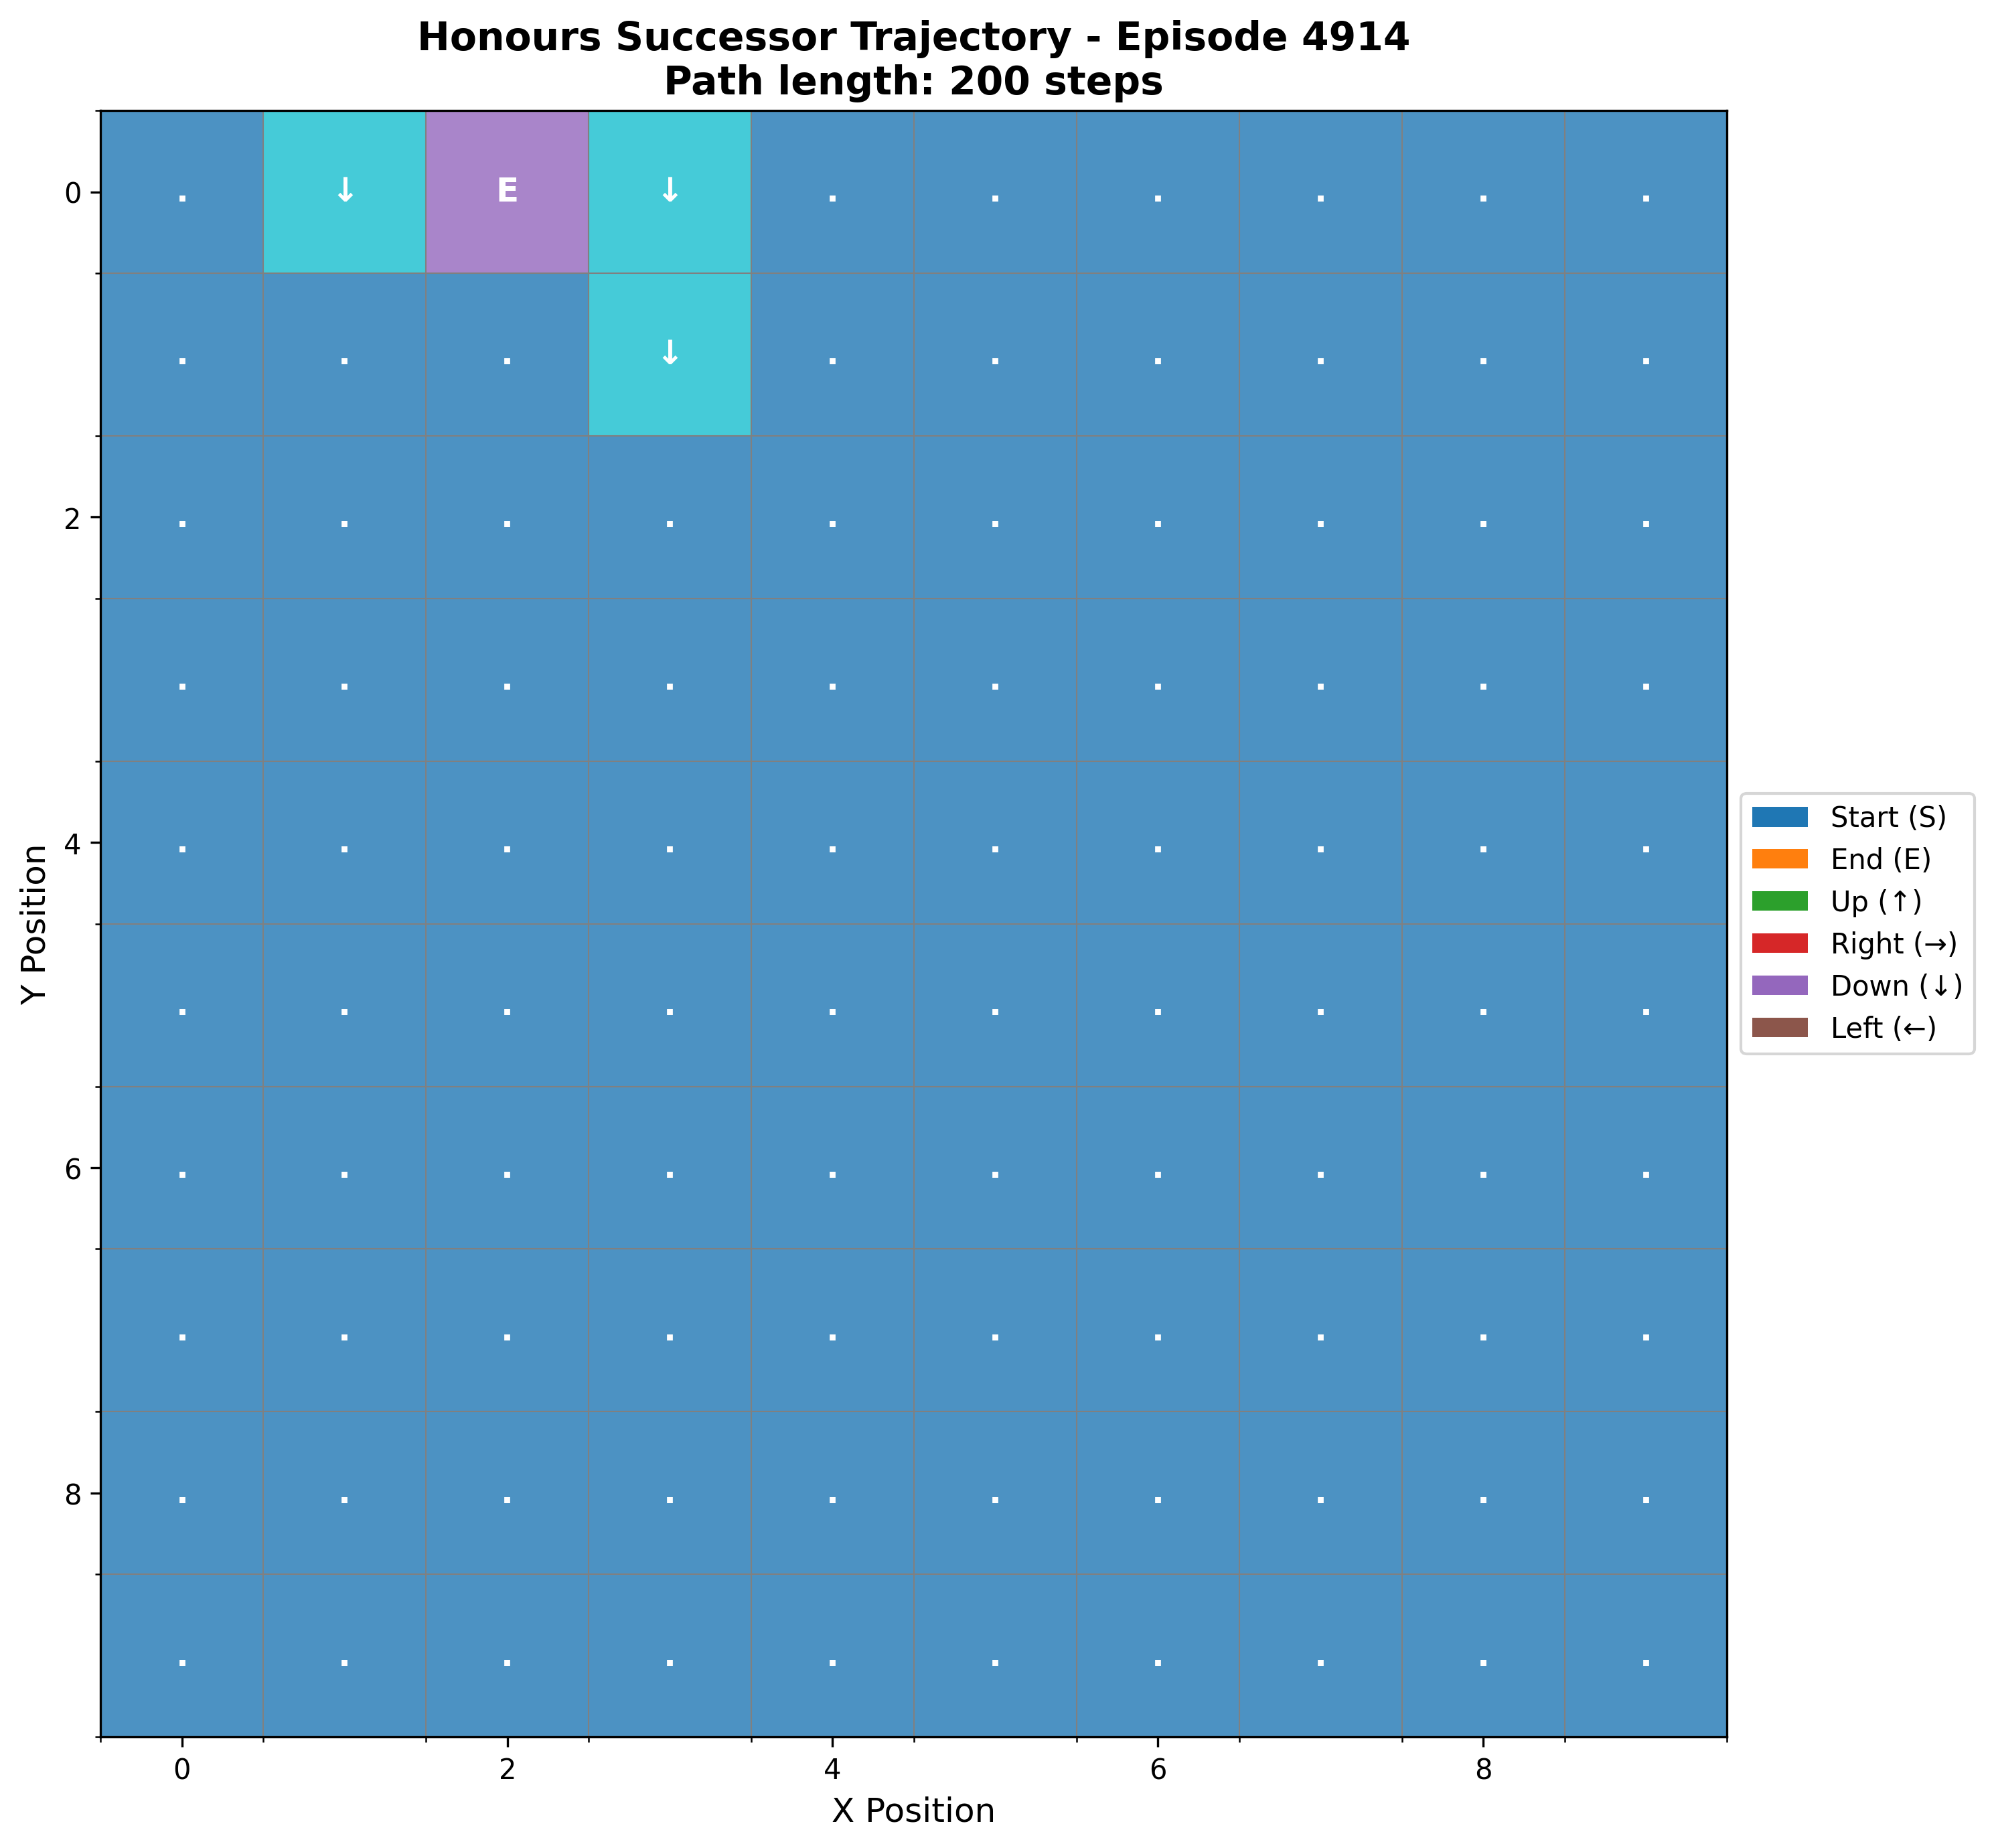 Honours Successor Trajectory - Episode 4914
Path length: 200 steps
0
↓ E ↓
↓
2
4
6
8
Y Position
0 2 4 6 8
X Position
Start (S)
End (E)
Up (↑)
Right (→)
Down (↓)
Left (←)